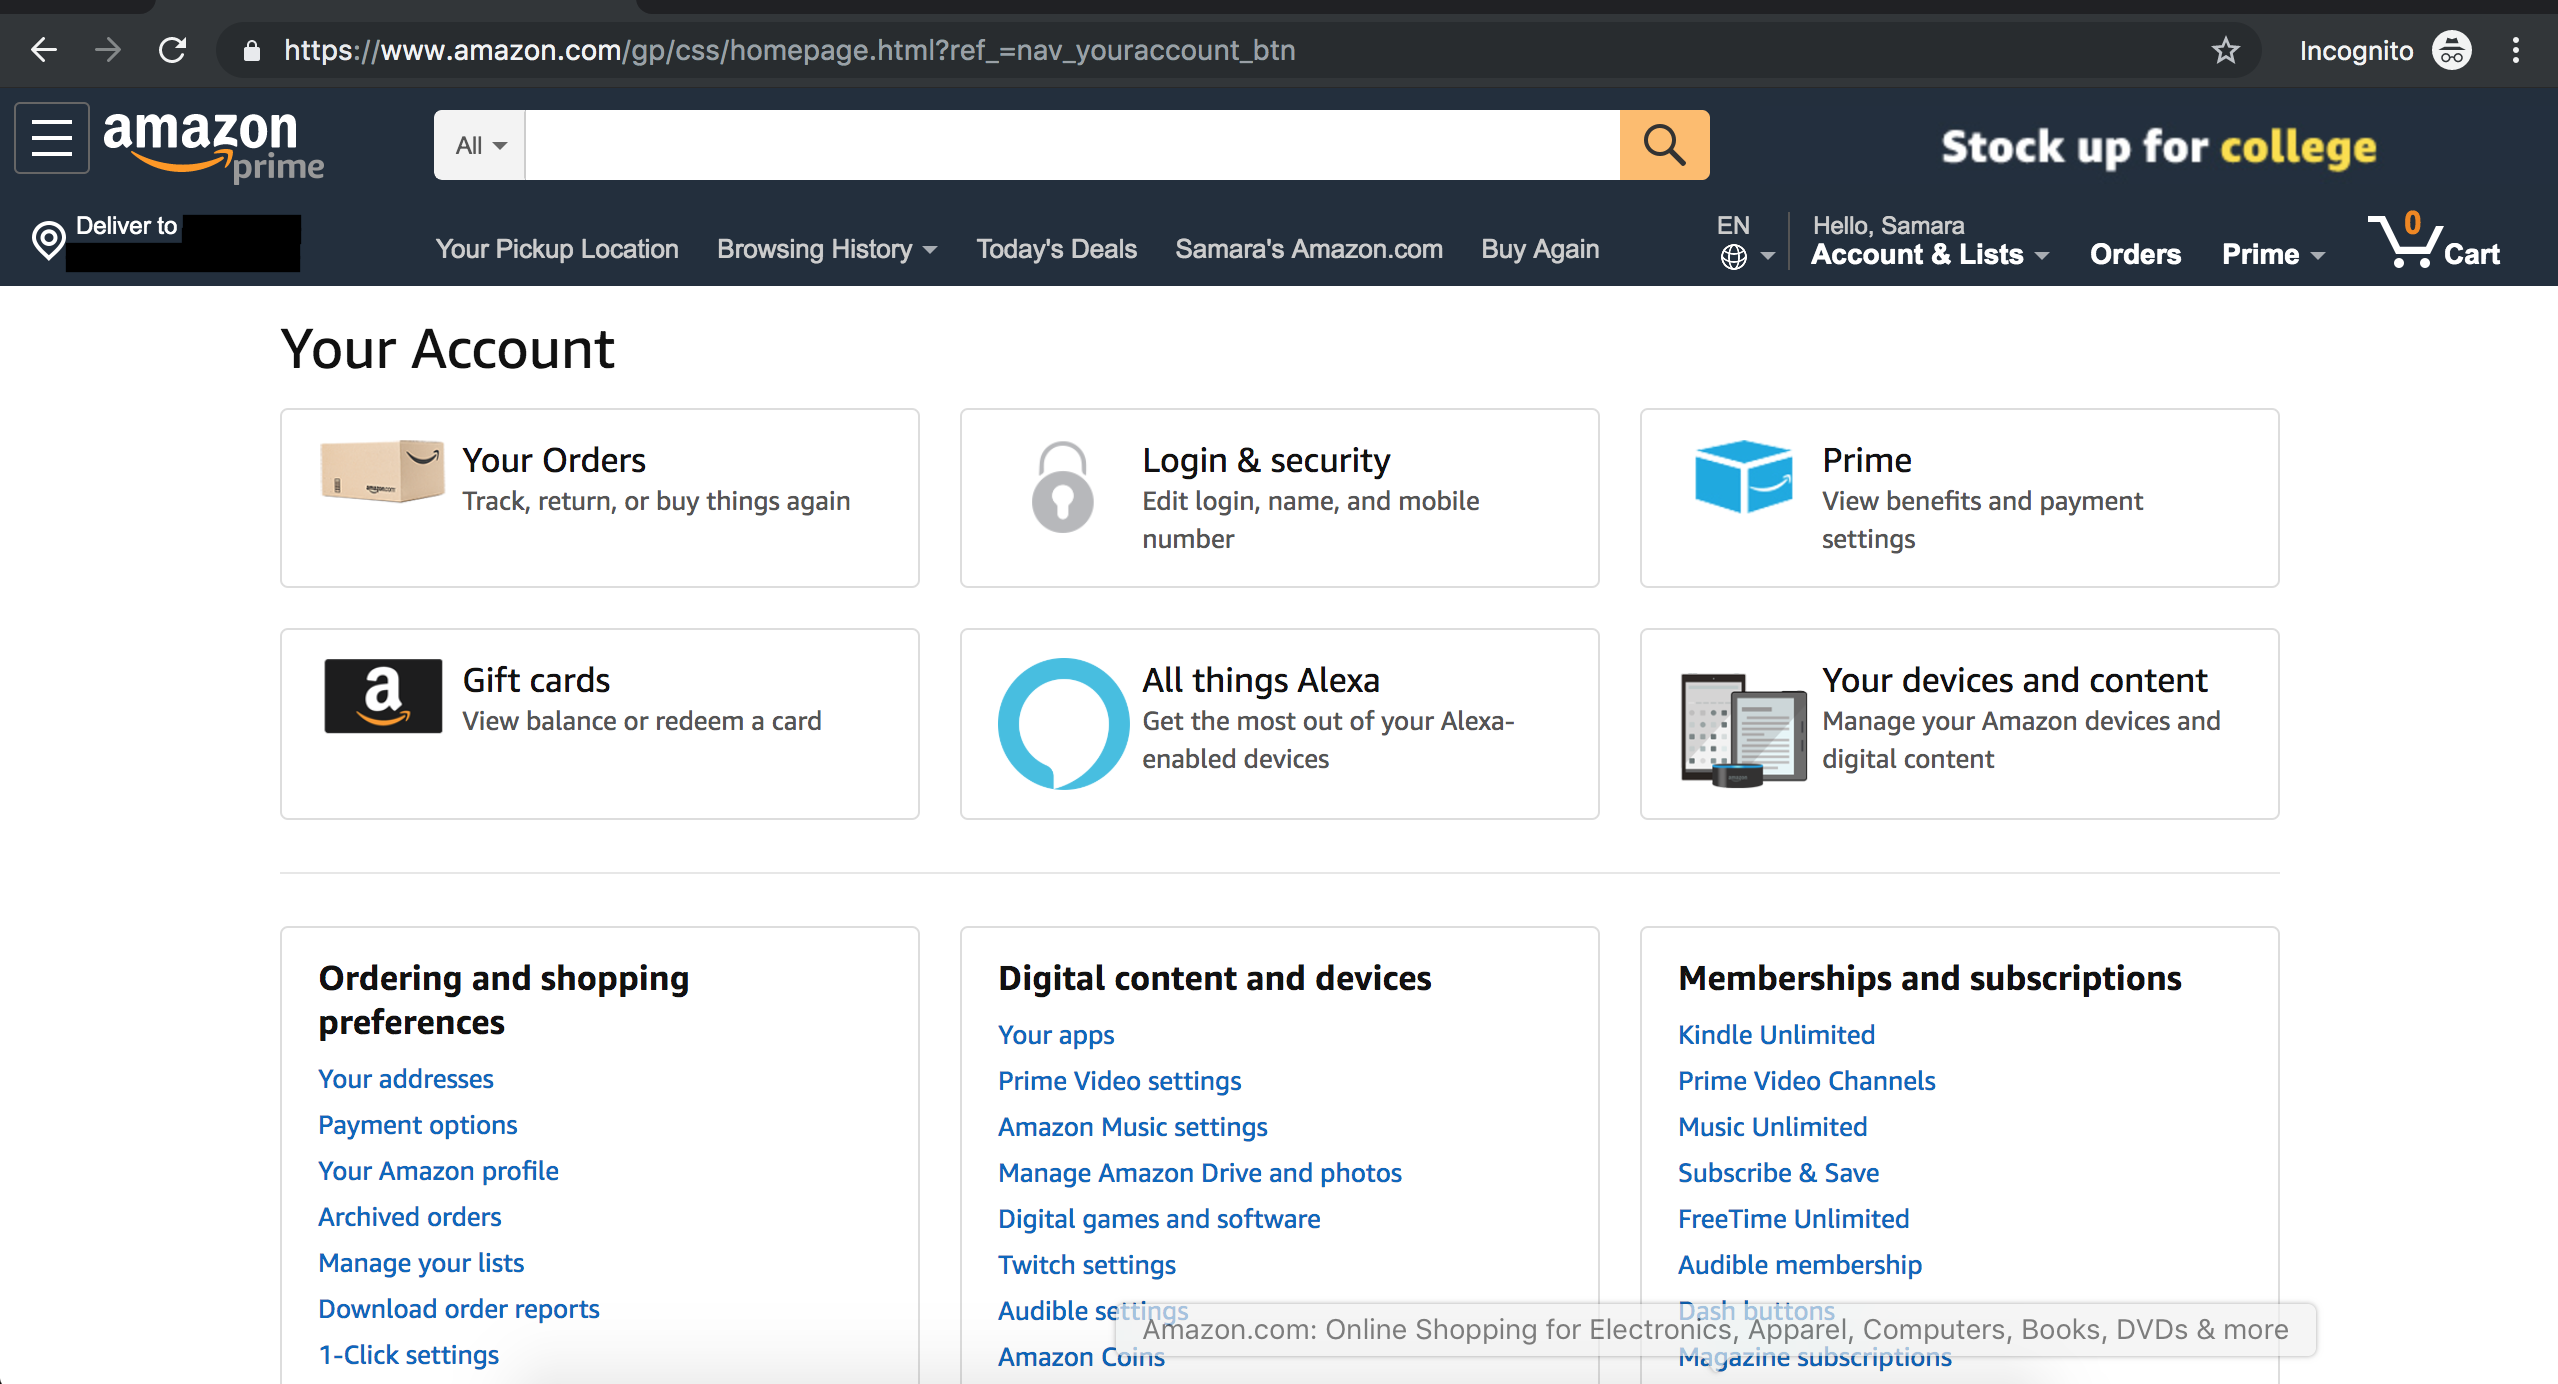 https://www.amazon.com/gp/css/homepage.html?ref_=nav_youraccount_btn
Incognito
amazon
prime
All
Stock up for college
Deliver to
Your Pickup Location
Browsing History
Today's Deals
Samara's Amazon.com
Buy Again
EN
Hello, Samara
Account & Lists
Orders
Prime
0
Cart
Your Account
Your Orders
Track, return, or buy things again
Login & security
Edit login, name, and mobile
number
Prime
View benefits and payment
settings
Gift cards
View balance or redeem a card
All things Alexa
Get the most out of your Alexa-
enabled devices
Your devices and content
Manage your Amazon devices and
digital content
Ordering and shopping
preferences
Your addresses
Payment options
Your Amazon profile
Archived orders
Manage your lists
Download order reports
1-Click settings
Digital content and devices
Your apps
Prime Video settings
Amazon Music settings
Manage Amazon Drive and photos
Digital games and software
Twitch settings
Audible settings
Amazon Coins
Memberships and subscriptions
Kindle Unlimited
Prime Video Channels
Music Unlimited
Subscribe & Save
FreeTime Unlimited
Audible membership
Dash buttons
Magazine subscriptions
Amazon.com: Online Shopping for Electronics, Apparel, Computers, Books, DVDs & more